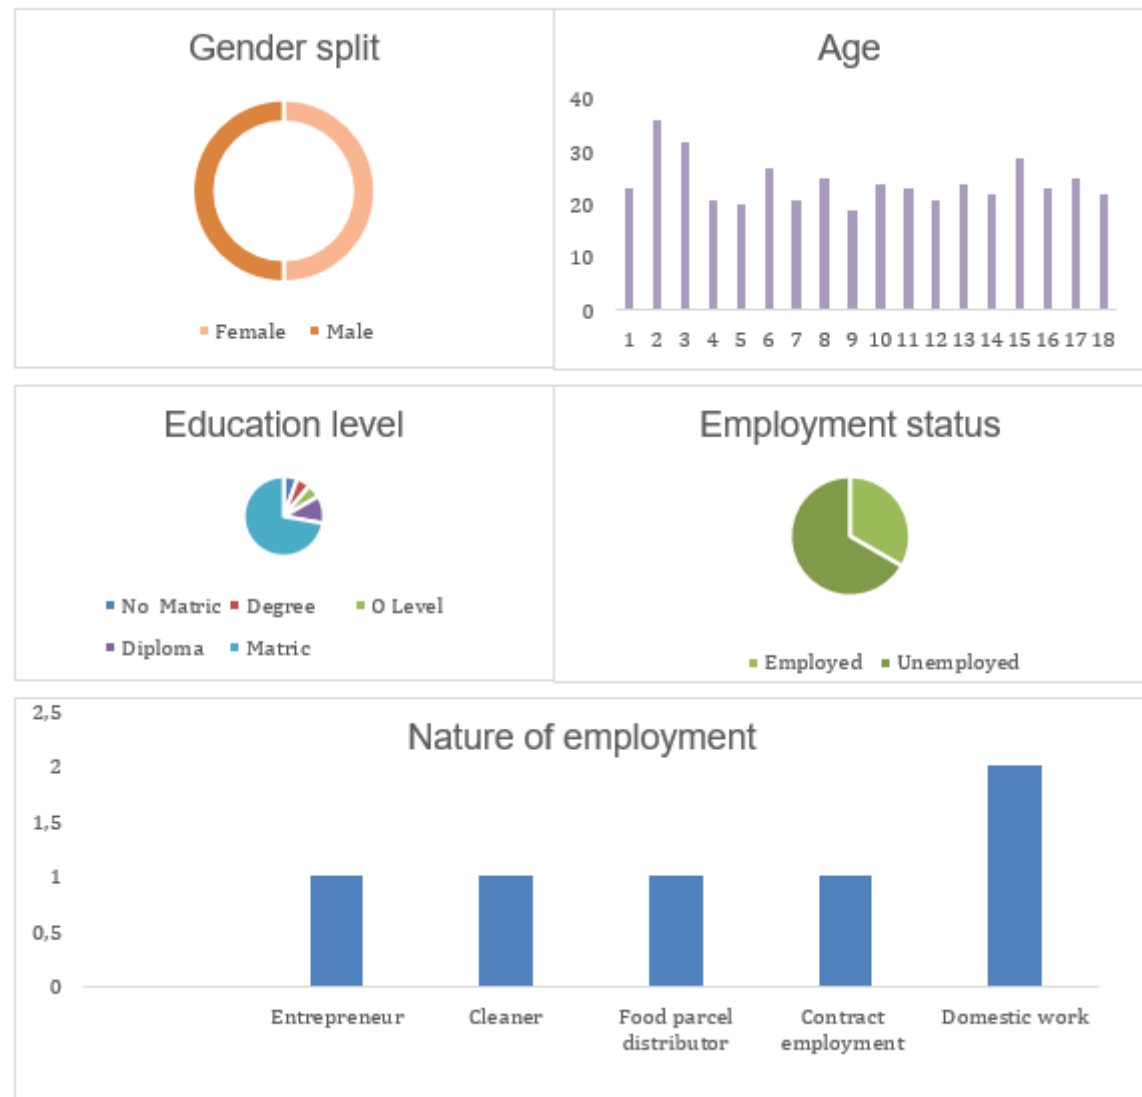 Gender split
Female Male
Age
40
30
20
10
0
1 2 3 4 5 6 7 8 9 10 11 12 13 14 15 16 17 18
Education level
No Matric Degree O Level
Diploma Matric
Employment status
Employed Unemployed
Nature of employment
2,5
2
1,5
1
0,5
0
Entrepreneur Cleaner Food parcel Contract Domestic work
distributor employment